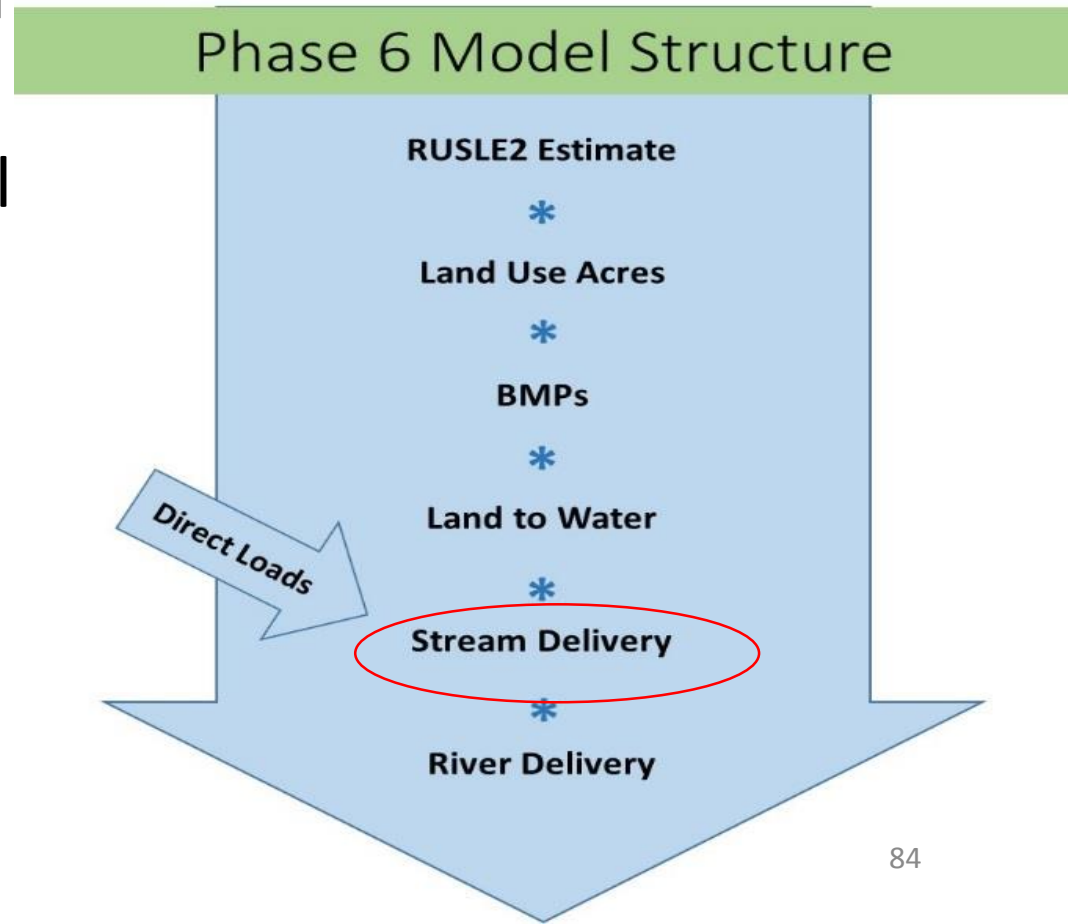 Phase 6 Model Structure
RUSLE2 Estimate
*
Land Use Acres
*
BMPs
*
Land to Water
Direct Loads
*
Stream Delivery
*
River Delivery
84